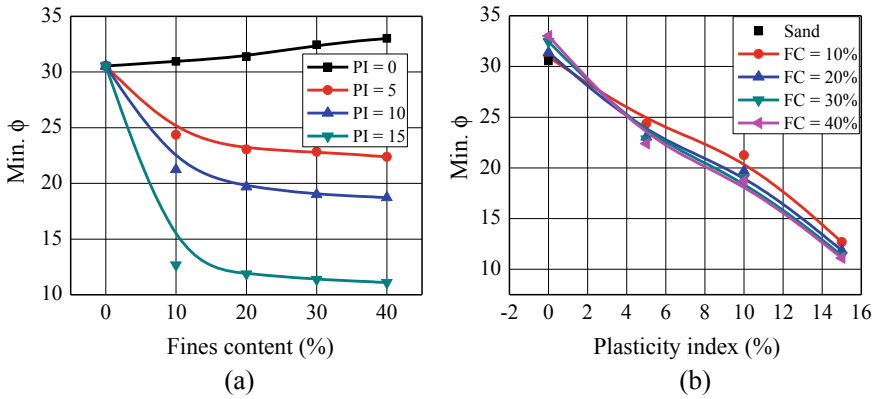 35
30
25
20
15
10
Min. ϕ
PI = 0
PI = 5
PI = 10
PI = 15
0 10 20 30 40
Fines content (%)
(a)
35
30
25
20
15
10
Min. ϕ
Sand
FC = 10%
FC = 20%
FC = 30%
FC = 40%
-2 0 2 4 6 8 10 12 14 16
Plasticity index (%)
(b)